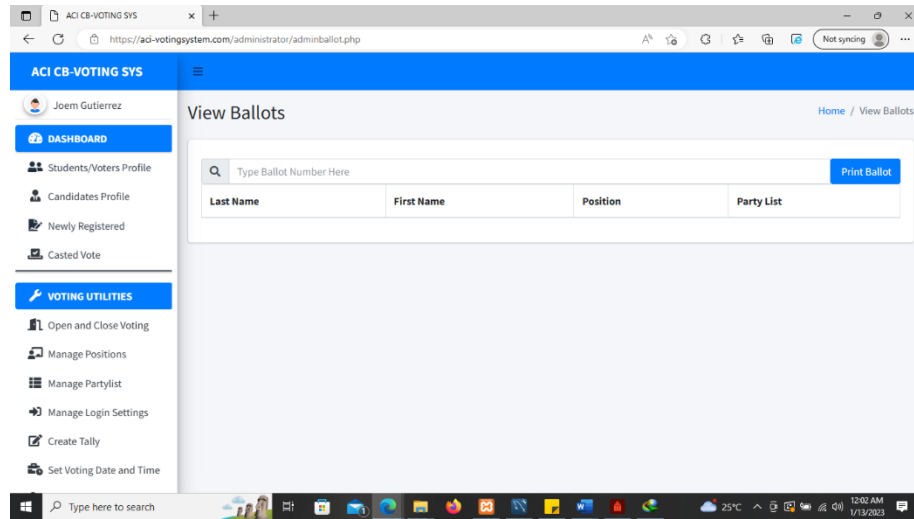 ACI CB-VOTING SYS
https://aci-votingsystem.com/administrator/adminballot.php
Not syncing
ACI CB-VOTING SYS
Joem Gutierrez
View Ballots
Home / View Ballots
DASHBOARD
Students/Voters Profile
Type Ballot Number Here
Print Ballot
Candidates Profile
Last Name First Name Position Party List
Newly Registered
Casted Vote
VOTING UTILITIES
Open and Close Voting
Manage Positions
Manage Partylist
Manage Login Settings
Create Tally
Set Voting Date and Time
Type here to search
25°C
12:02 AM
1/13/2023